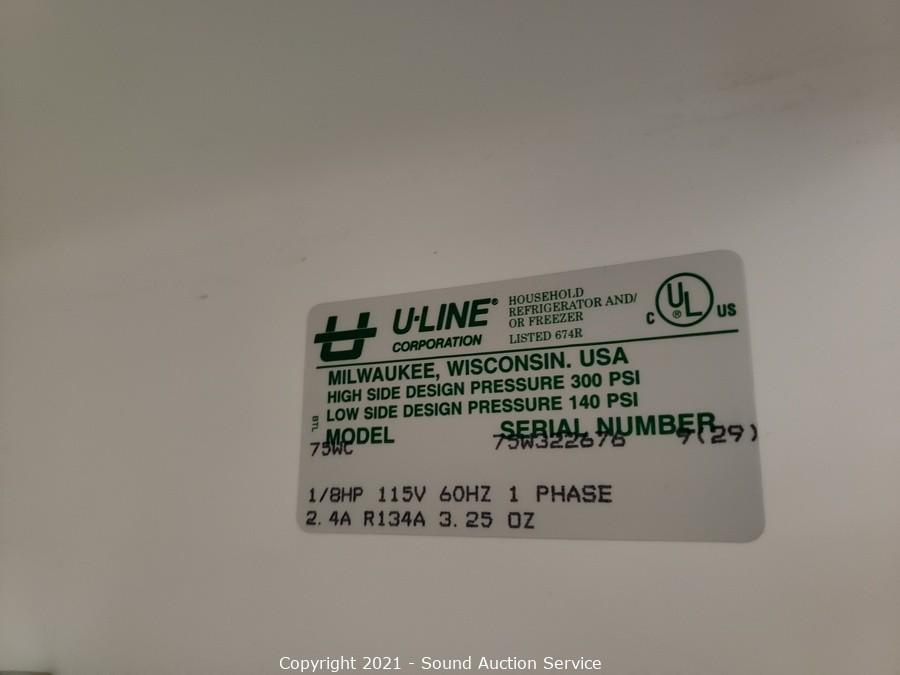 U-LINE®
CORPORATION
HOUSEHOLD
REFRIGERATOR AND/
OR FREEZER
LISTED 674R
C UL ® US
MILWAUKEE, WISCONSIN. USA
HIGH SIDE DESIGN PRESSURE 300 PSI
LOW SIDE DESIGN PRESSURE 140 PSI
BTL
MODEL SERIAL NUMBER
75WC 75W322676 9(29)
1/8HP 115V 60HZ 1 PHASE
2.4A R134A 3.25 OZ
Copyright 2021 - Sound Auction Service